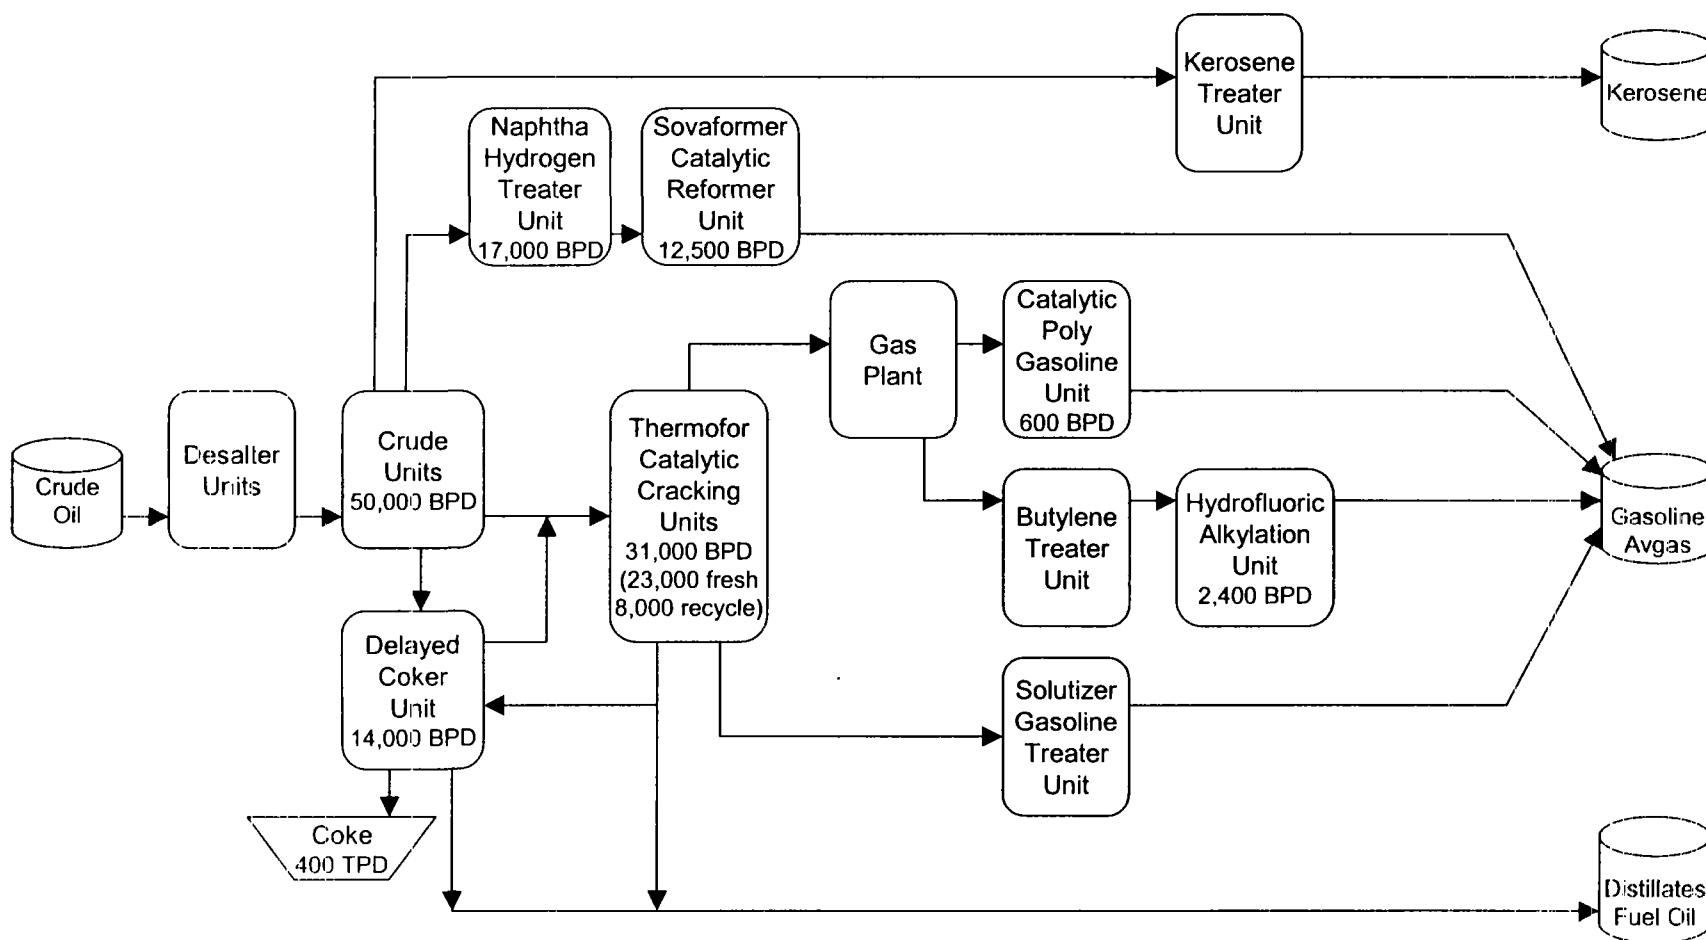 Kerosene
Treater
Unit
Kerosene
Naphtha
Hydrogen
Treater
Unit
17,000 BPD
Sovaformer
Catalytic
Reformer
Unit
12,500 BPD
Gas
Plant
Catalytic
Poly
Gasoline
Unit
600 BPD
Crude
Oil
Desalter
Units
Crude
Units
50,000 BPD
Thermofor
Catalytic
Cracking
Units
31,000 BPD
(23,000 fresh
8,000 recycle)
Butylene
Treater
Unit
Hydrofluoric
Alkylation
Unit
2,400 BPD
Gasoline
Avgas
Delayed
Coker
Unit
14,000 BPD
Solutizer
Gasoline
Treater
Unit
Coke
400 TPD
Distillates
Fuel Oil